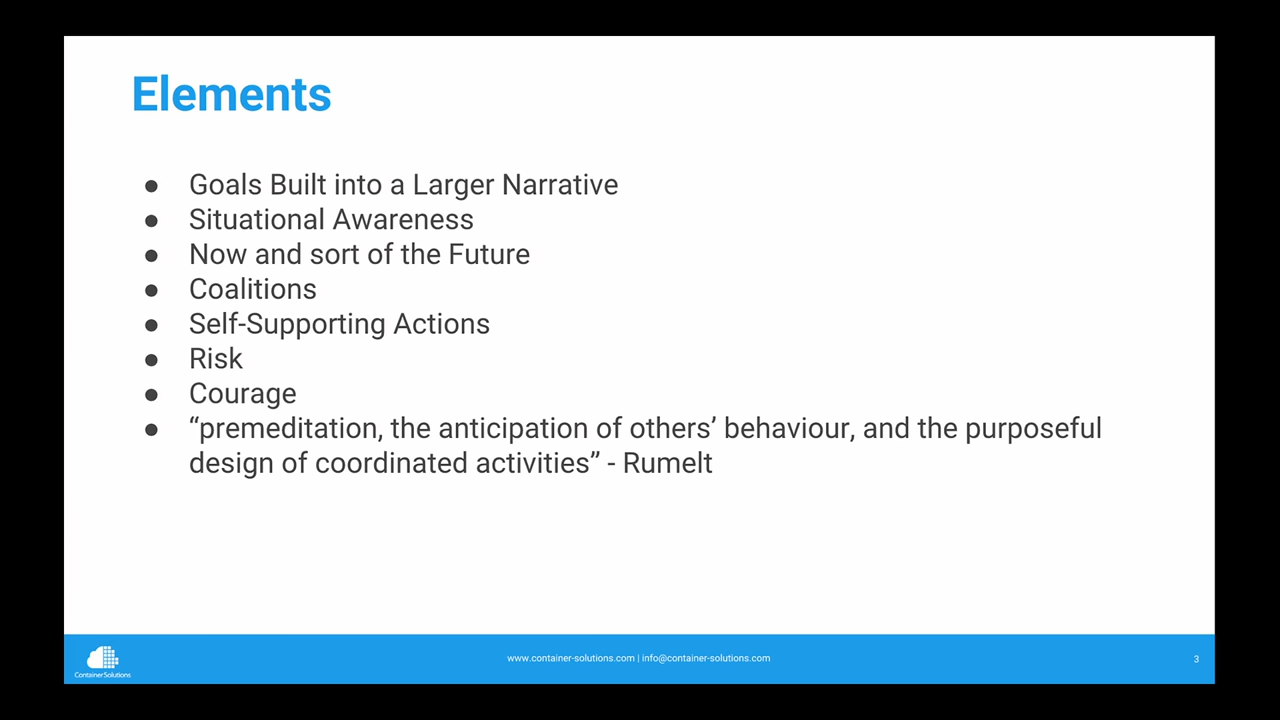 Elements
● Goals Built into a Larger Narrative
● Situational Awareness
● Now and sort of the Future
● Coalitions
● Self-Supporting Actions
● Risk
● Courage
● “premeditation, the anticipation of others’ behaviour, and the purposeful
design of coordinated activities” - Rumelt
ContainerSolutions
www.container-solutions.com | info@container-solutions.com
3